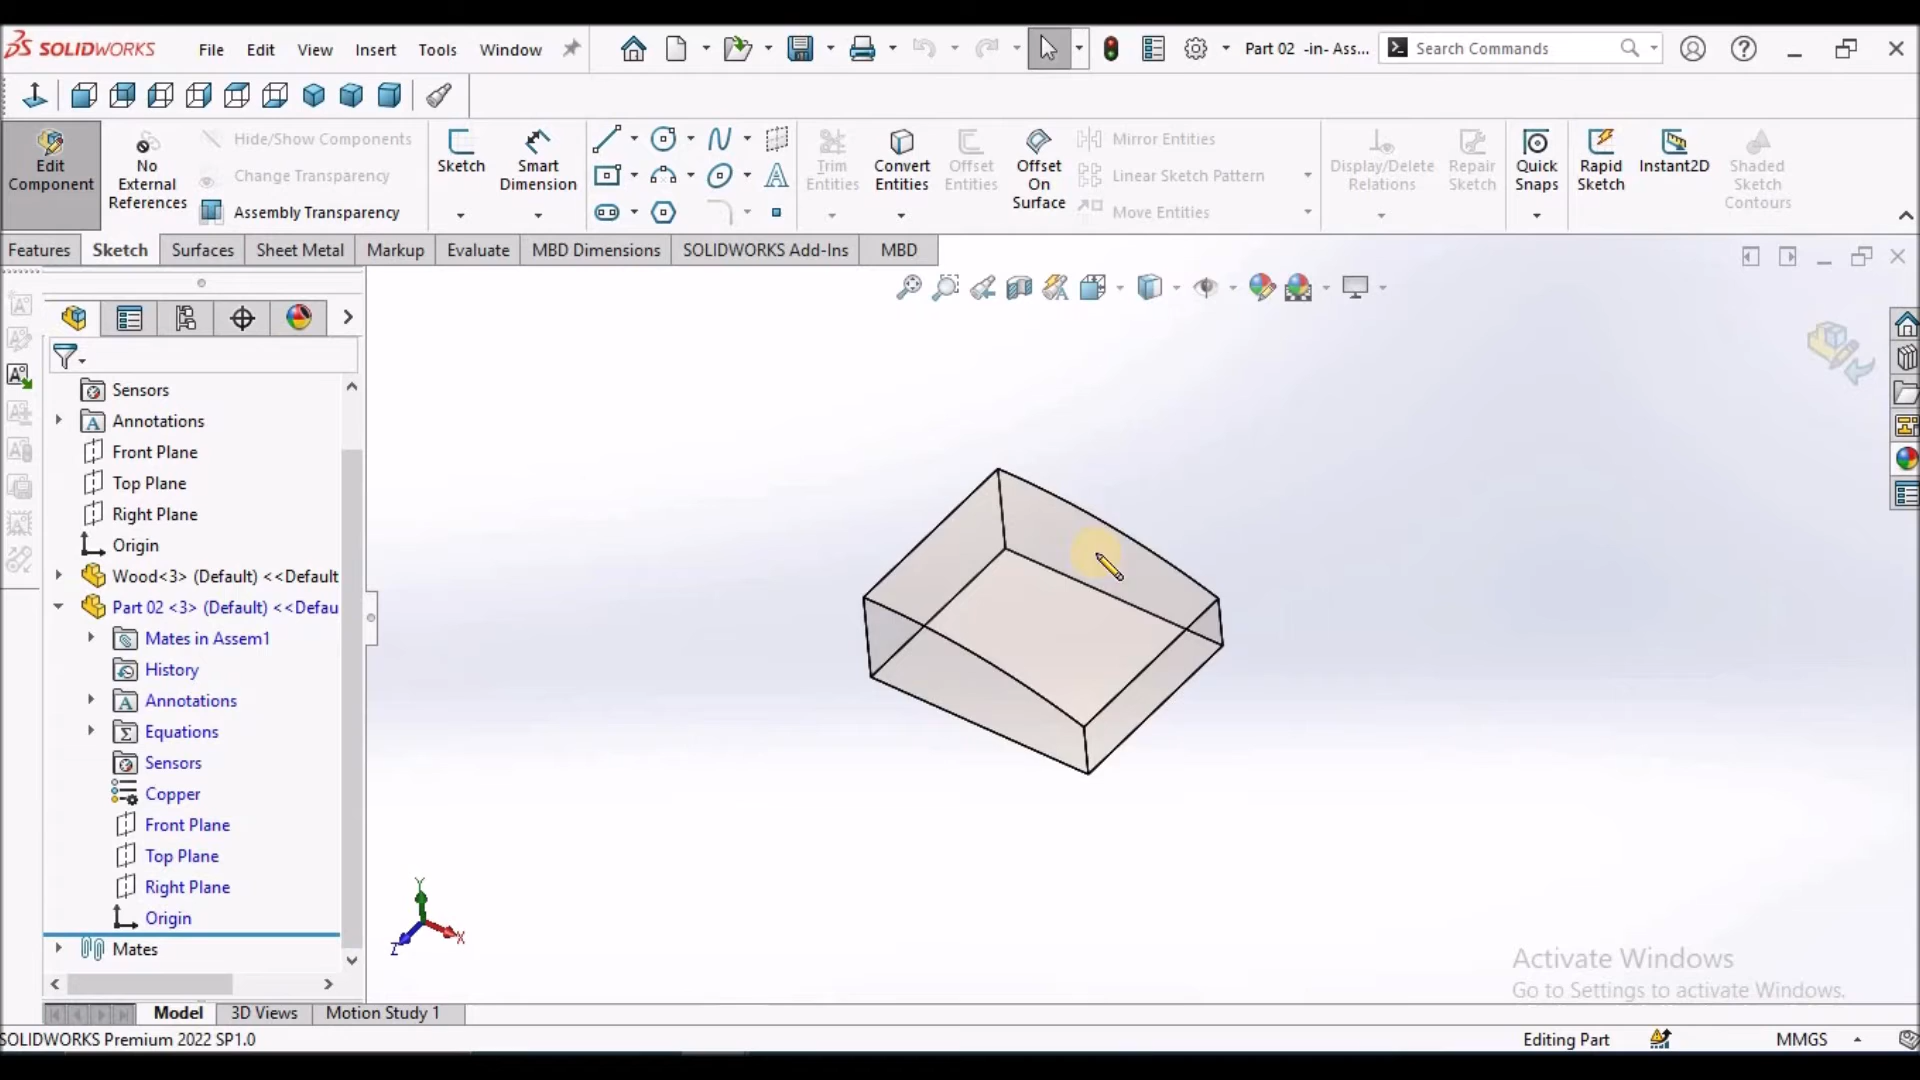 SOLIDWORKS
File Edit View Insert Tools Window
Part 02 -in- Ass...
Search Commands
Edit Component
No External References
Hide/Show Components
Change Transparency
Assembly Transparency
Sketch
Smart Dimension
Trim Entities
Convert Entities
Offset Entities
Offset On Surface
Mirror Entities
Linear Sketch Pattern
Move Entities
Display/Delete Relations
Repair Sketch
Quick Snaps
Rapid Sketch
Instant2D
Shaded Sketch Contours
Features Sketch Surfaces Sheet Metal Markup Evaluate MBD Dimensions SOLIDWORKS Add-Ins MBD
Sensors
Annotations
Front Plane
Top Plane
Right Plane
Origin
Wood<3> (Default) <<Default
Part 02 <3> (Default) <<Defau
Mates in Assem1
History
Annotations
Equations
Sensors
Copper
Front Plane
Top Plane
Right Plane
Origin
Mates
Y
X
Z
Activate Windows
Go to Settings to activate Windows.
Model 3D Views Motion Study 1
SOLIDWORKS Premium 2022 SP1.0
Editing Part
MMGS